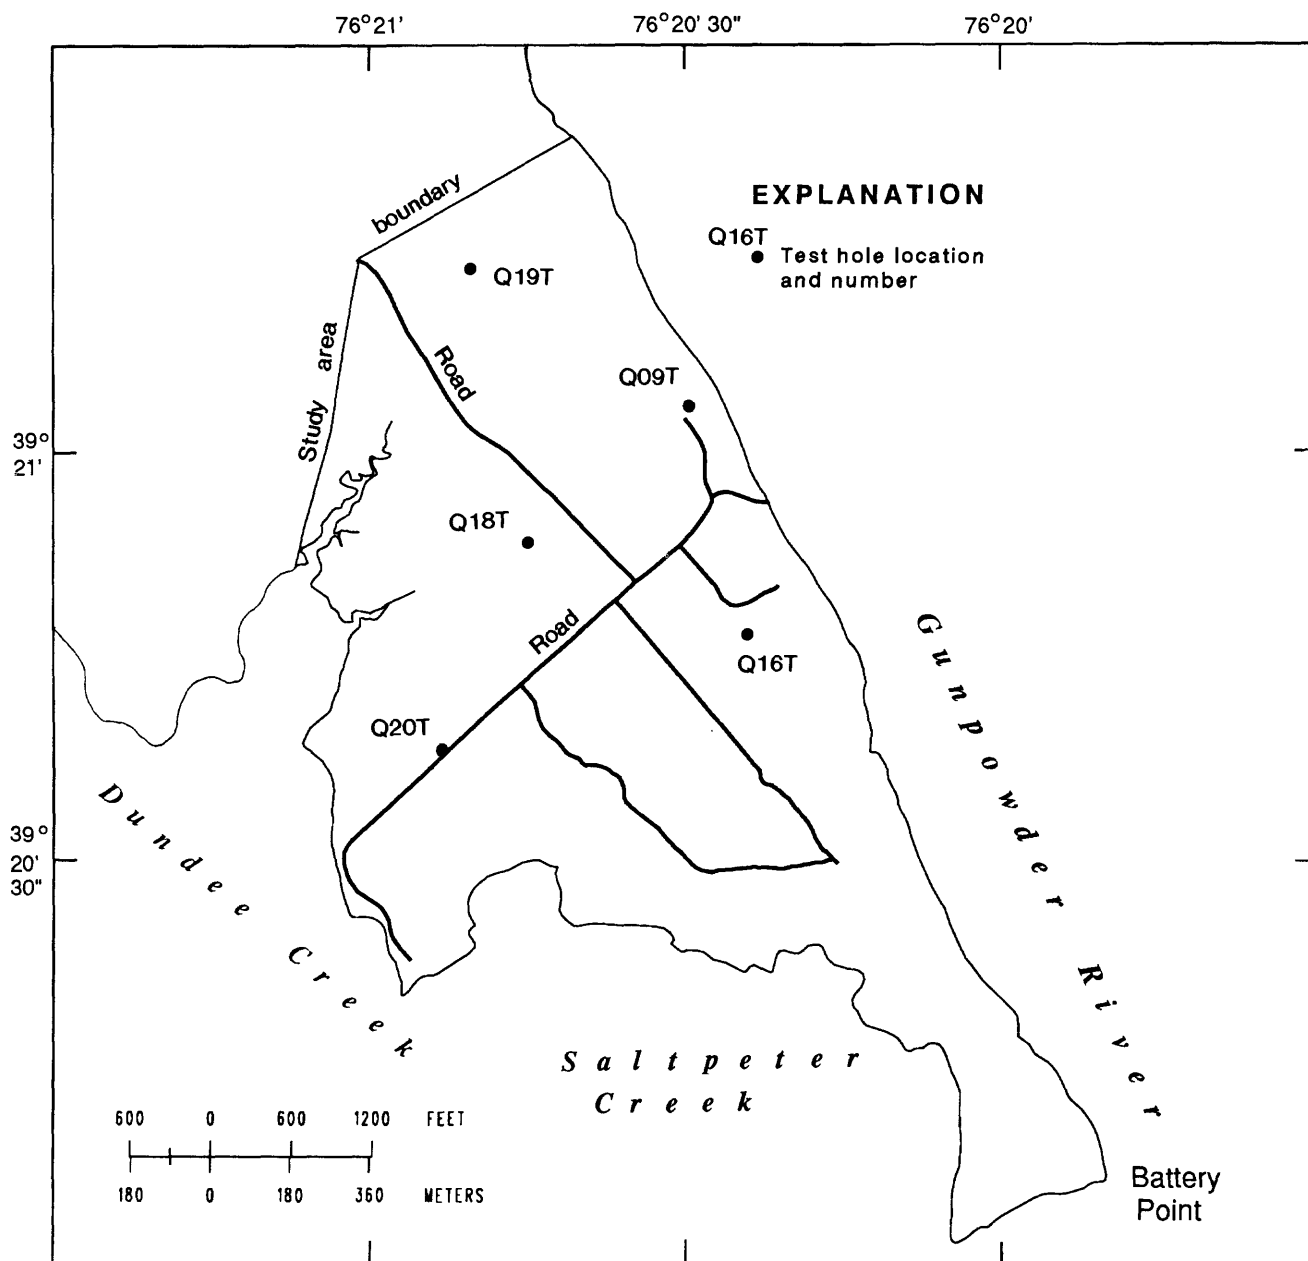 76°21' 76°20' 30" 76°20'
boundary
EXPLANATION
Q16T
Test hole location
and number
Q19T
Study area
Road
Q09T
39°
21'
Q18T
Road
Gunpowder River
Q16T
Q20T
Dundee Creek
39°
20'
30"
Saltpeter
Creek
600 0 600 1200 FEET
180 0 180 360 METERS
Battery
Point